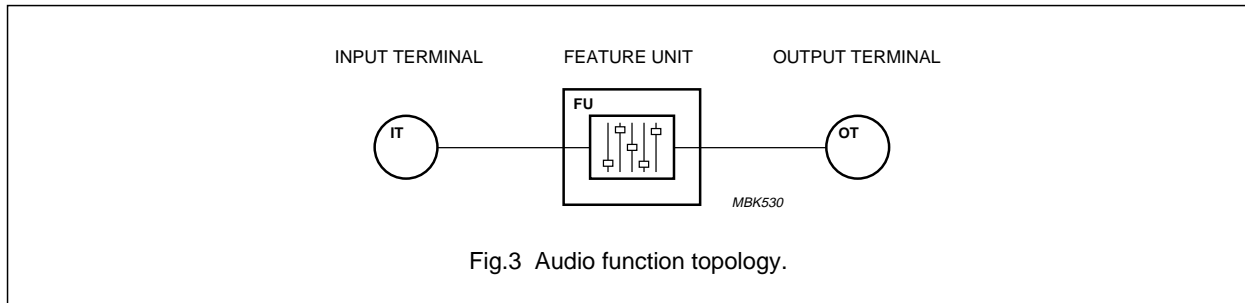 INPUT TERMINAL FEATURE UNIT OUTPUT TERMINAL
FU
IT OT
MBK530
Fig.3 Audio function topology.